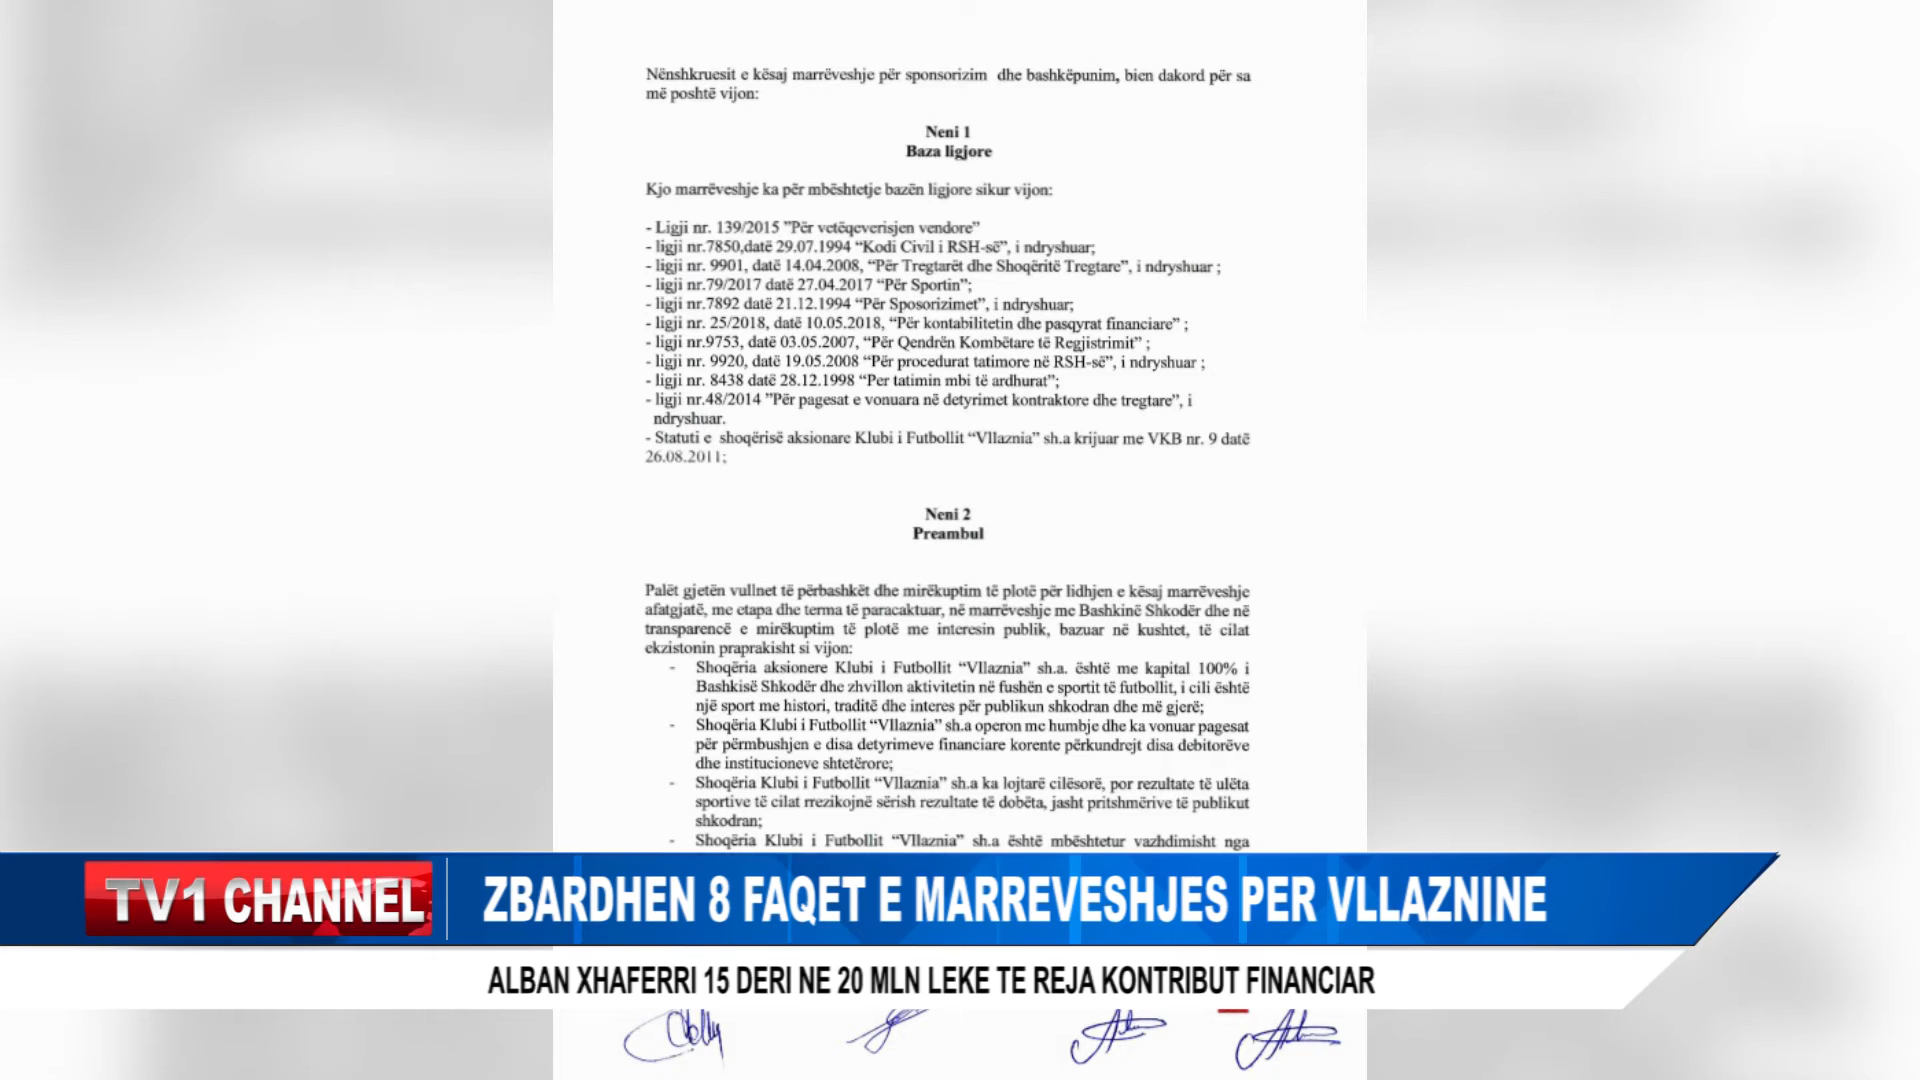 Nënshkruesit e kësaj marrëveshje për sponsorizim dhe bashkëpunim, bien dakord për sa
më poshtë vijon:
Neni 1
Baza ligjore
Kjo marrëveshje ka për mbështetje bazën ligjore sikur vijon:
- Ligji nr. 139/2015 ”Për vetëqeverisjen vendore”
- ligji nr.7850,datë 29.07.1994 “Kodi Civil i RSH-së”, i ndryshuar;
- ligji nr. 9901, datë 14.04.2008, “Për Tregtarët dhe Shoqëritë Tregtare”, i ndryshuar ;
- ligji nr.79/2017 datë 27.04.2017 “Për Sportin”;
- ligji nr.7892 datë 21.12.1994 “Për Sposorizimet”, i ndryshuar;
- ligji nr. 25/2018, datë 10.05.2018, “Për kontabilitetin dhe pasqyrat financiare” ;
- ligji nr.9753, datë 03.05.2007, “Për Qendrën Kombëtare të Regjistrimit” ;
- ligji nr. 9920, datë 19.05.2008 “Për procedurat tatimore në RSH-së”, i ndryshuar ;
- ligji nr. 8438 datë 28.12.1998 “Per tatimin mbi të ardhurat”;
- ligji nr.48/2014 ”Për pagesat e vonuara në detyrimet kontraktore dhe tregtare”, i
ndryshuar.
- Statuti e shoqërisë aksionare Klubi i Futbollit “Vllaznia” sh.a krijuar me VKB nr. 9 datë
26.08.2011;
Neni 2
Preambul
Palët gjetën vullnet të përbashkët dhe mirëkuptim të plotë për lidhjen e kësaj marrëveshje
afatgjatë, me etapa dhe terma të paracaktuar, në marrëveshje me Bashkinë Shkodër dhe në
transparencë e mirëkuptim të plotë me interesin publik, bazuar në kushtet, të cilat
ekzistonin praprakisht si vijon:
- Shoqëria aksionere Klubi i Futbollit “Vllaznia” sh.a. është me kapital 100% i
Bashkisë Shkodër dhe zhvillon aktivitetin në fushën e sportit të futbollit, i cili është
një sport me histori, traditë dhe interes për publikun shkodran dhe më gjerë;
- Shoqëria Klubi i Futbollit “Vllaznia” sh.a operon me humbje dhe ka vonuar pagesat
për përmbushjen e disa detyrimeve financiare korente përkundrejt disa debitorëve
dhe institucioneve shtetërore;
- Shoqëria Klubi i Futbollit “Vllaznia” sh.a ka lojtarë cilësorë, por rezultate të ulëta
sportive të cilat rrezikojnë sërish rezultate të dobëta, jasht pritshmërive të publikut
shkodran;
- Shoqëria Klubi i Futbollit “Vllaznia” sh.a është mbështetur vazhdimisht nga
TV1 CHANNEL
ZBARDHEN 8 FAQET E MARREVESHJES PER VLLAZNINE
ALBAN XHAFERRI 15 DERI NE 20 MLN LEKE TE REJA KONTRIBUT FINANCIAR